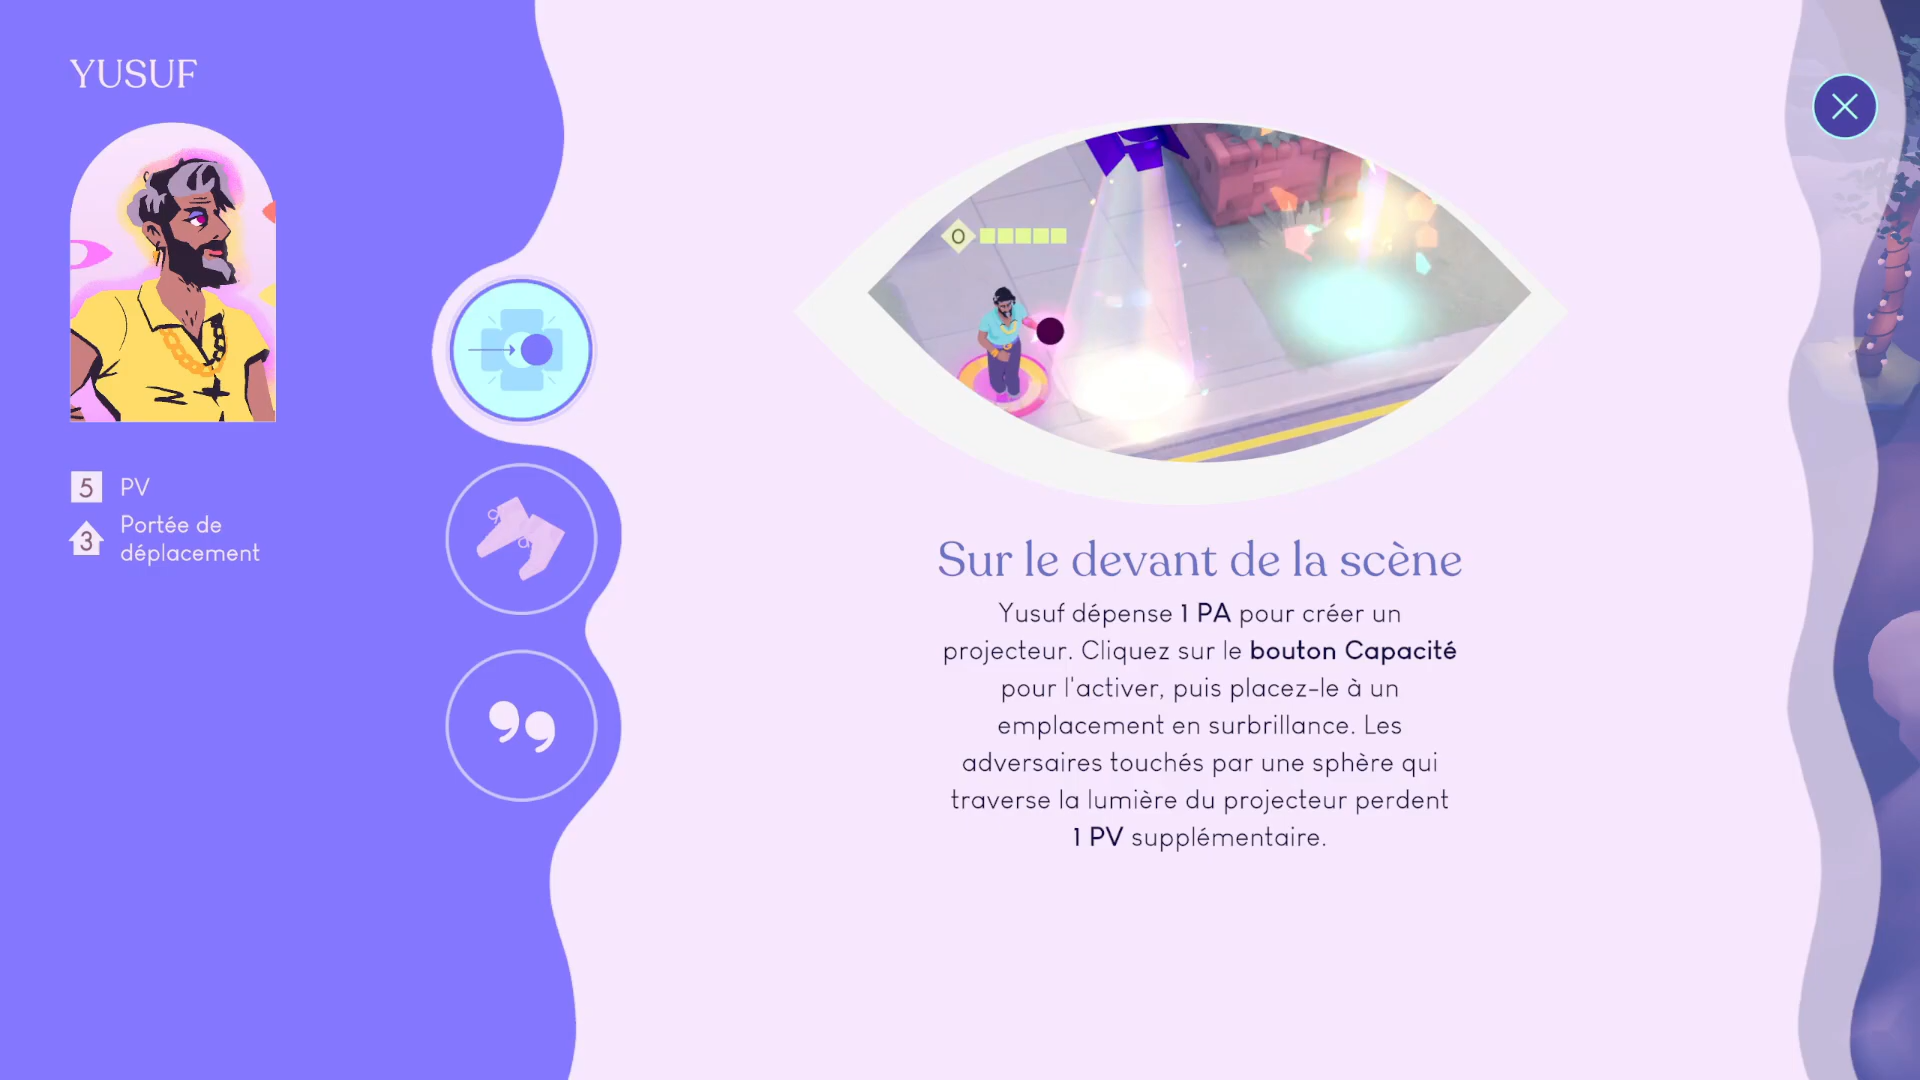 YUSUF
5 PV
3 Portée de
déplacement
0
Sur le devant de la scène
Yusuf dépense 1 PA pour créer un
projecteur. Cliquez sur le bouton Capacité
pour l'activer, puis placez-le à un
emplacement en surbrillance. Les
adversaires touchés par une sphère qui
traverse la lumière du projecteur perdent
1 PV supplémentaire.